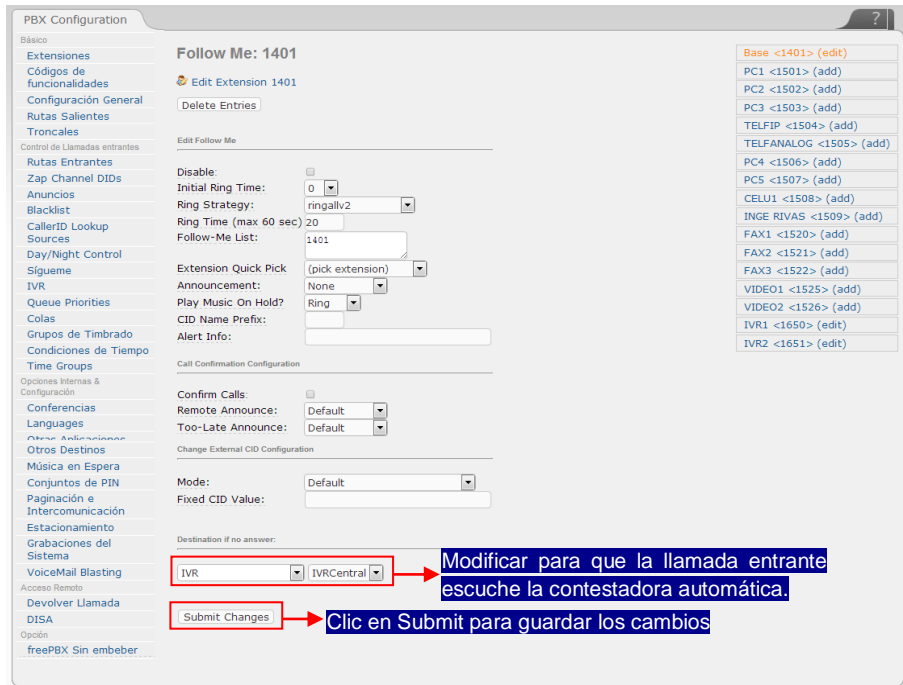 PBX Configuration
?
Básico
Extensiones
Códigos de
funcionalidades
Configuración General
Rutas Salientes
Troncales
Control de Llamadas entrantes
Rutas Entrantes
Zap Channel DIDs
Anuncios
Blacklist
CallerID Lookup
Sources
Day/Night Control
Sígueme
IVR
Queue Priorities
Colas
Grupos de Timbrado
Condiciones de Tiempo
Time Groups
Opciones Internas &
Configuración
Conferencias
Languages
Otras Aplicaciones
Otros Destinos
Música en Espera
Conjuntos de PIN
Paginación e
Intercomunicación
Estacionamiento
Grabaciones del
Sistema
VoiceMail Blasting
Acceso Remoto
Devolver Llamada
DISA
Opción
freePBX Sin embeber
Follow Me: 1401
Edit Extension 1401
Delete Entries
Edit Follow Me
Disable:
Initial Ring Time: 0
Ring Strategy: ringallv2
Ring Time (max 60 sec) 20
Follow-Me List: 1401
Extension Quick Pick (pick extension)
Announcement: None
Play Music On Hold? Ring
CID Name Prefix:
Alert Info:
Call Confirmation Configuration
Confirm Calls:
Remote Announce: Default
Too-Late Announce: Default
Change External CID Configuration
Mode: Default
Fixed CID Value:
Destination if no answer:
IVR IVRCentral
Modificar para que la llamada entrante
escuche la contestadora automática.
Submit Changes
Clic en Submit para guardar los cambios
Base <1401> (edit)
PC1 <1501> (add)
PC2 <1502> (add)
PC3 <1503> (add)
TELFIP <1504> (add)
TELFANALOG <1505> (add)
PC4 <1506> (add)
PC5 <1507> (add)
CELU1 <1508> (add)
INGE RIVAS <1509> (add)
FAX1 <1520> (add)
FAX2 <1521> (add)
FAX3 <1522> (add)
VIDEO1 <1525> (add)
VIDEO2 <1526> (add)
IVR1 <1650> (edit)
IVR2 <1651> (edit)